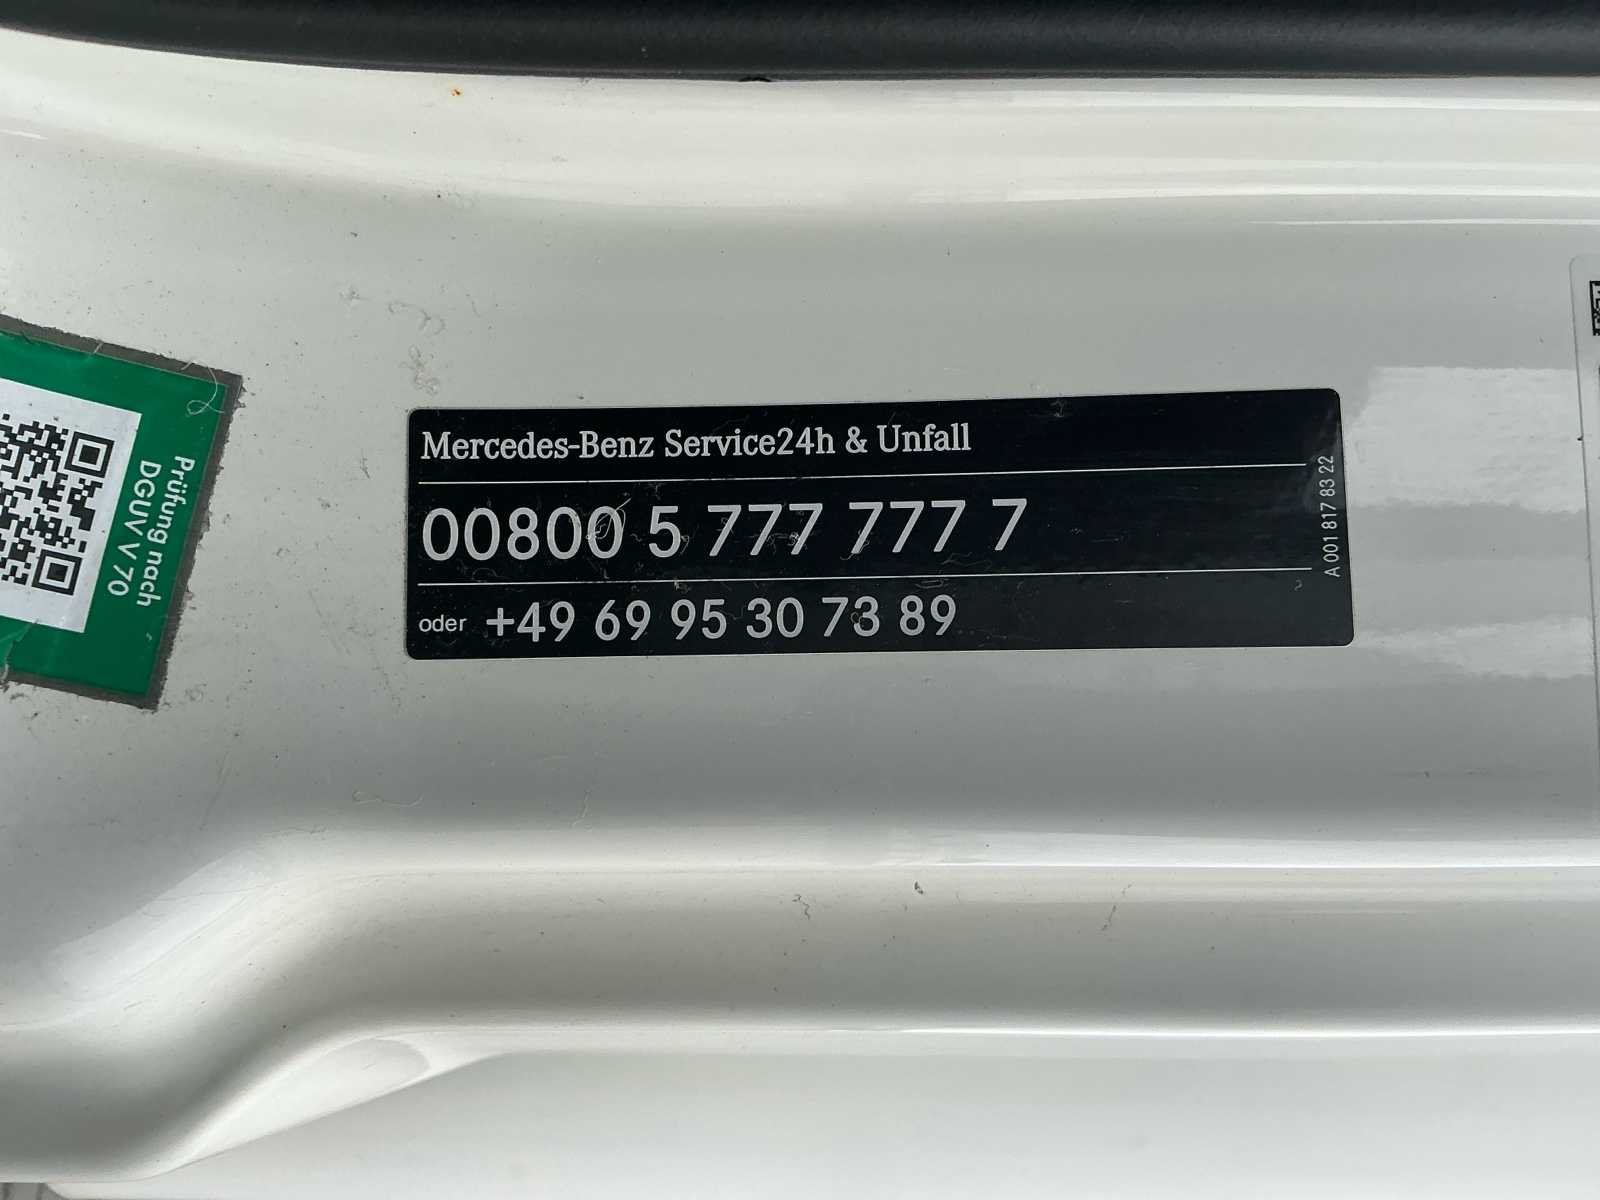 Mercedes-Benz Service24h & Unfall
00800 5 777 777 7
oder +49 69 95 30 73 89
A 001 817 83 22
Prüfung nach
DGUV V 70